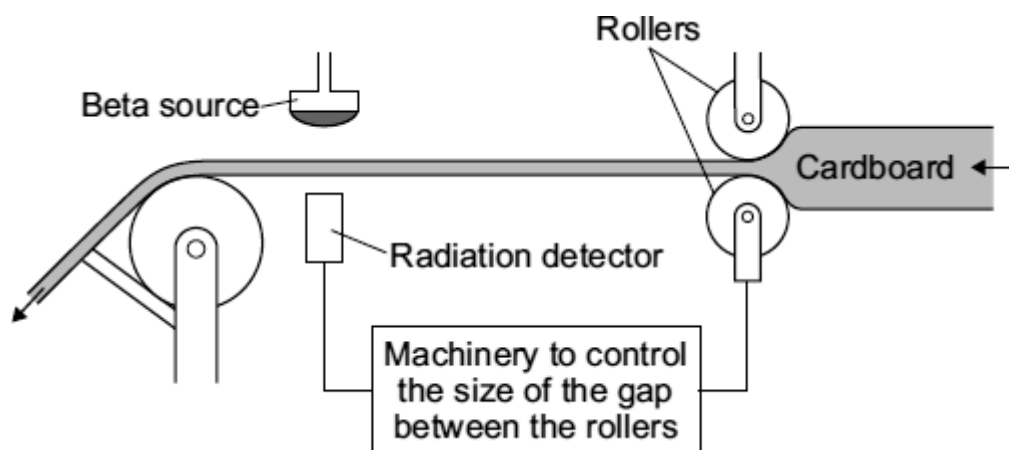 Rollers
Beta source
Cardboard
Radiation detector
Machinery to control
the size of the gap
between the rollers